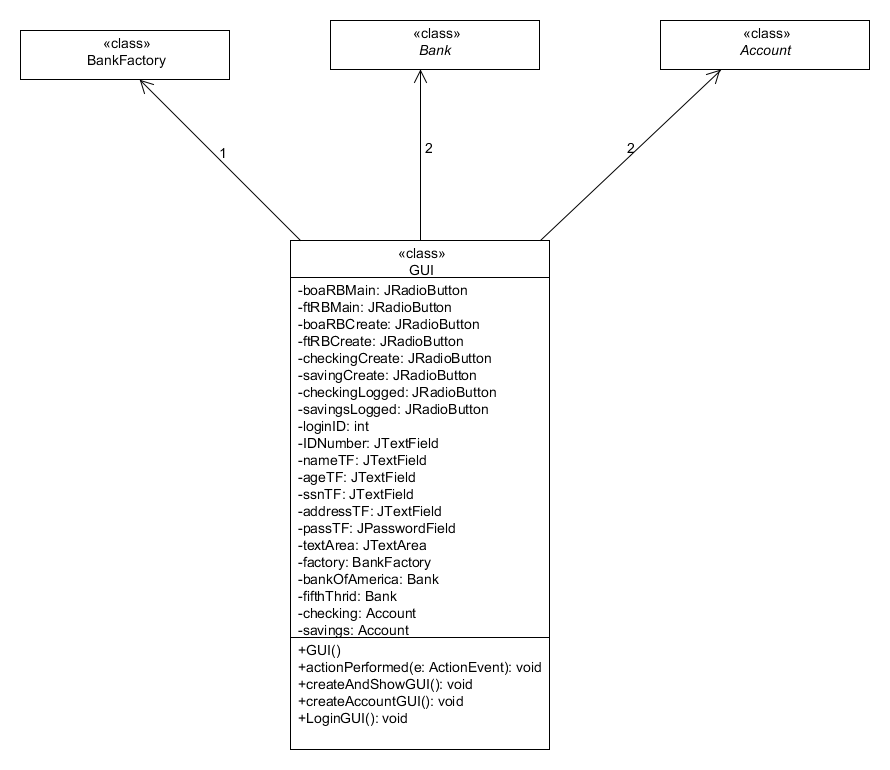 «class»
BankFactory
«class»
Bank
«class»
Account
1
2
2
«class»
GUI
-boaRBMain: JRadioButton
-ftRBMain: JRadioButton
-boaRBCreate: JRadioButton
-ftRBCreate: JRadioButton
-checkingCreate: JRadioButton
-savingCreate: JRadioButton
-checkingLogged: JRadioButton
-savingsLogged: JRadioButton
-loginID: int
-IDNumber: JTextField
-nameTF: JTextField
-ageTF: JTextField
-ssnTF: JTextField
-addressTF: JTextField
-passTF: JPasswordField
-textArea: JTextArea
-factory: BankFactory
-bankOfAmerica: Bank
-fifthThrid: Bank
-checking: Account
-savings: Account
+GUI()
+actionPerformed(e: ActionEvent): void
+createAndShowGUI(): void
+createAccountGUI(): void
+LoginGUI(): void